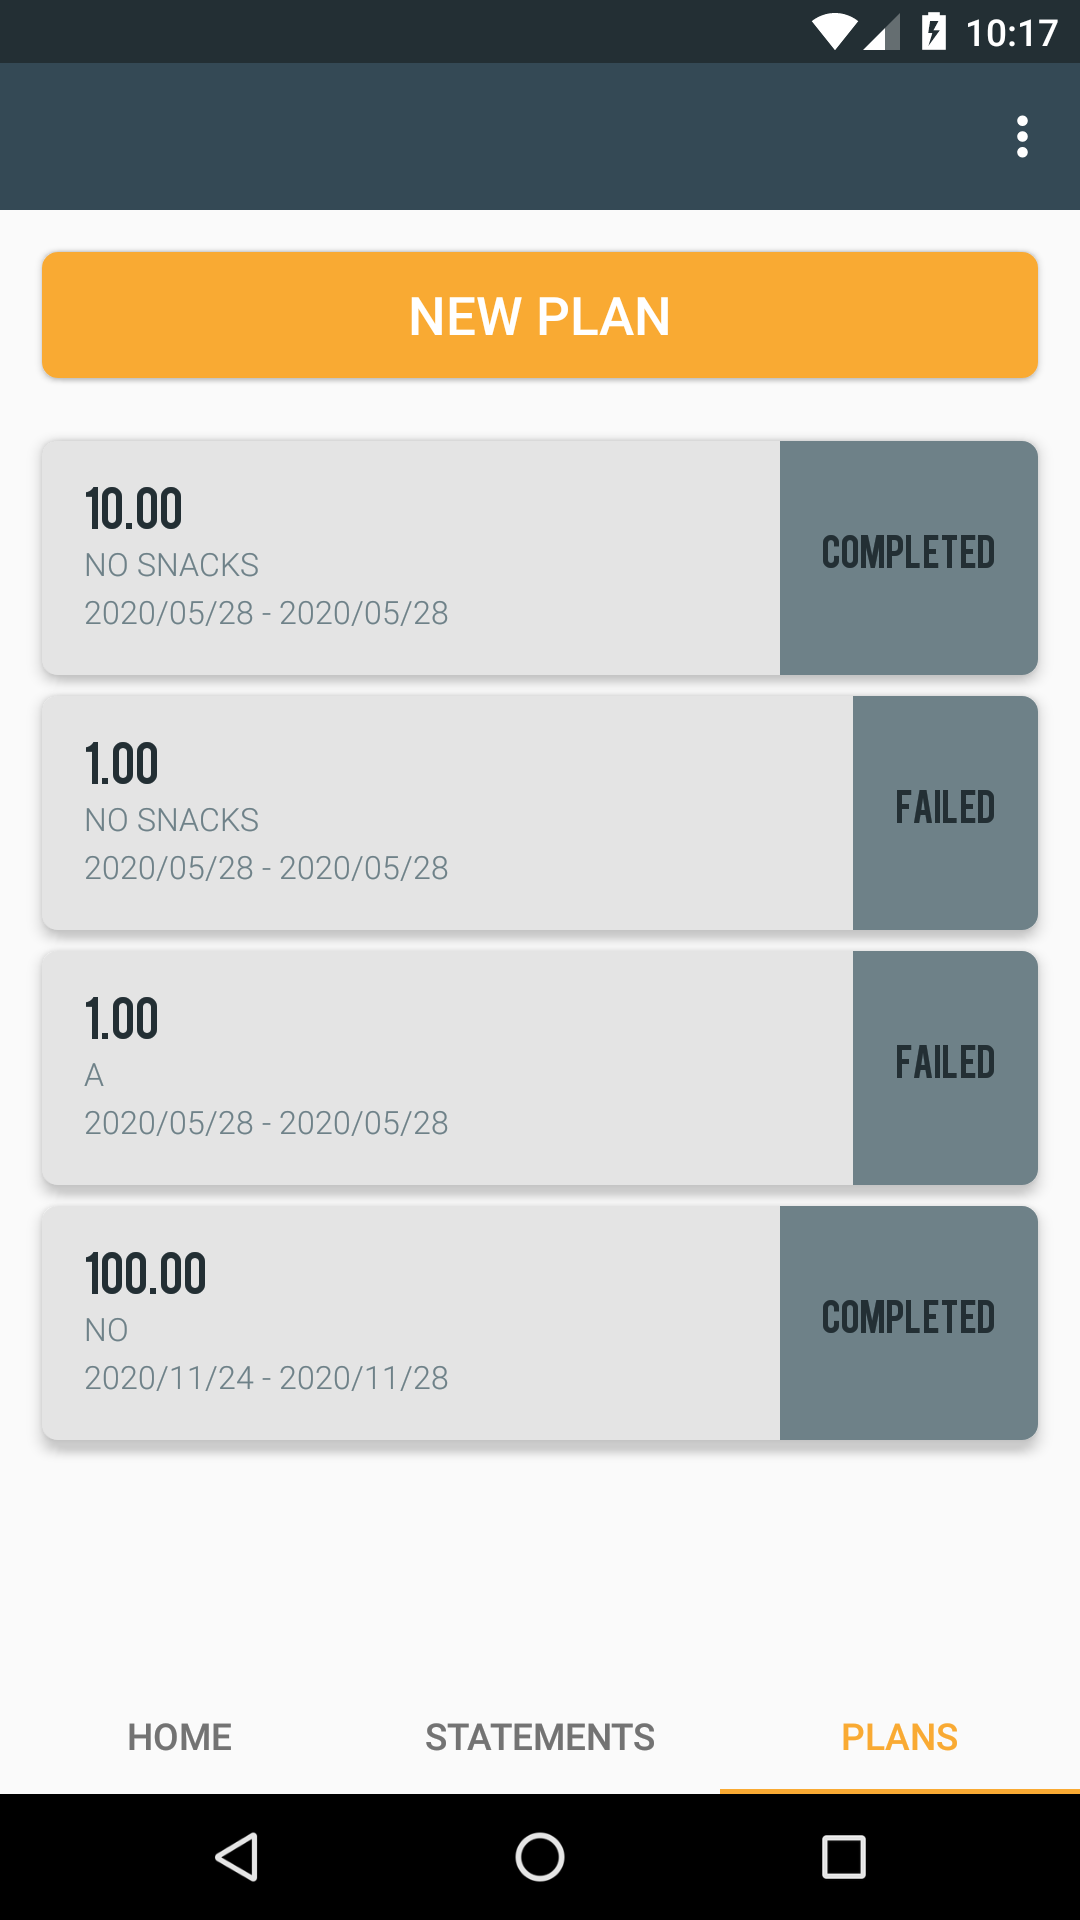 10:17
NEW PLAN
10.00
NO SNACKS
2020/05/28 - 2020/05/28
COMPLETED
1.00
NO SNACKS
2020/05/28 - 2020/05/28
FAILED
1.00
A
2020/05/28 - 2020/05/28
FAILED
100.00
NO
2020/11/24 - 2020/11/28
COMPLETED
HOME STATEMENTS PLANS